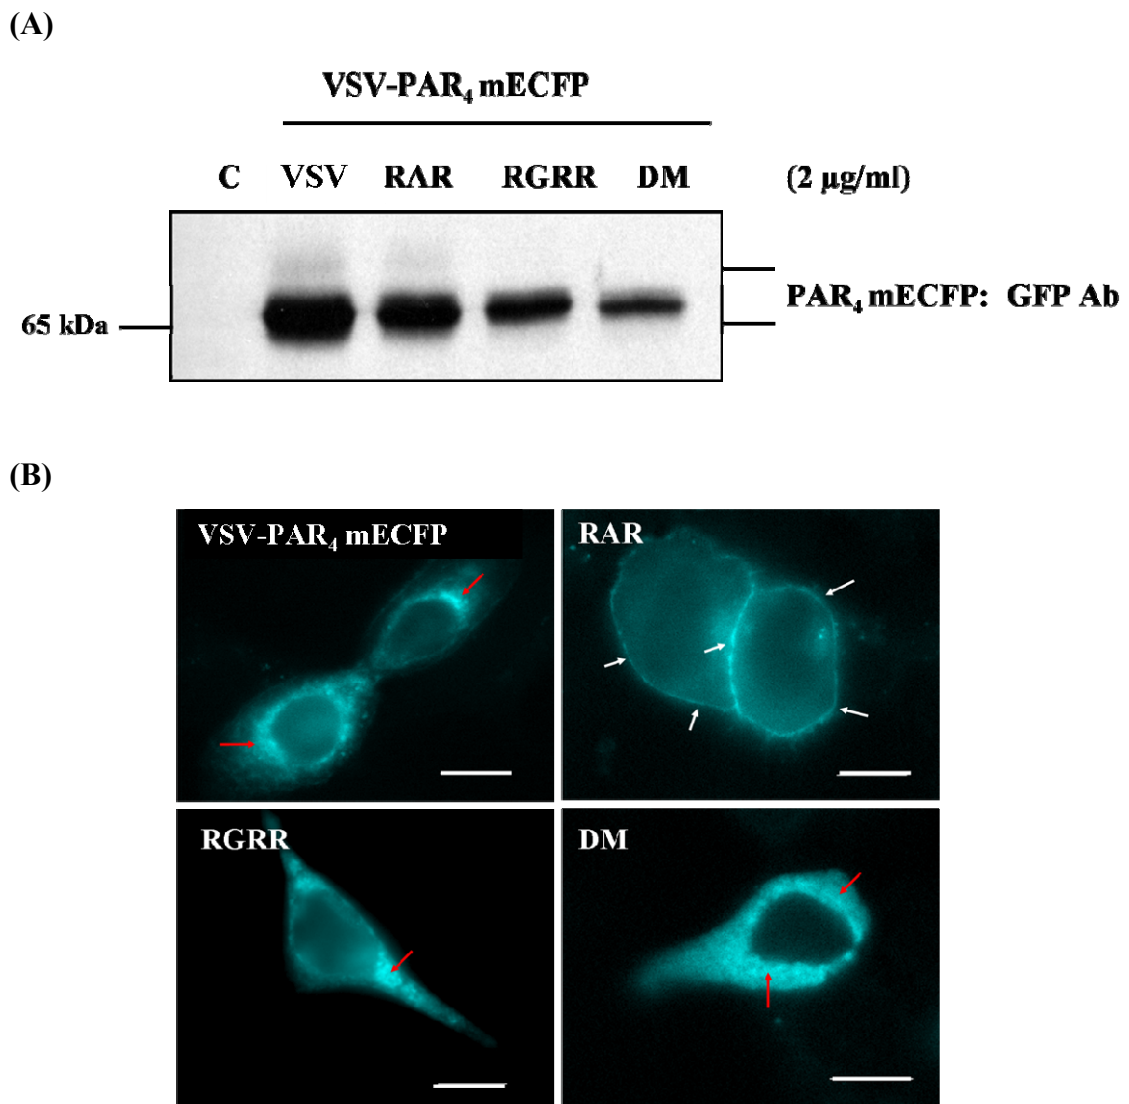 (A)
VSV-PAR₄ mECFP
C VSV RAR RGRR DM (2 µg/ml)
65 kDa
PAR₄ mECFP: GFP Ab
(B)
VSV-PAR₄ mECFP
RAR
RGRR
DM